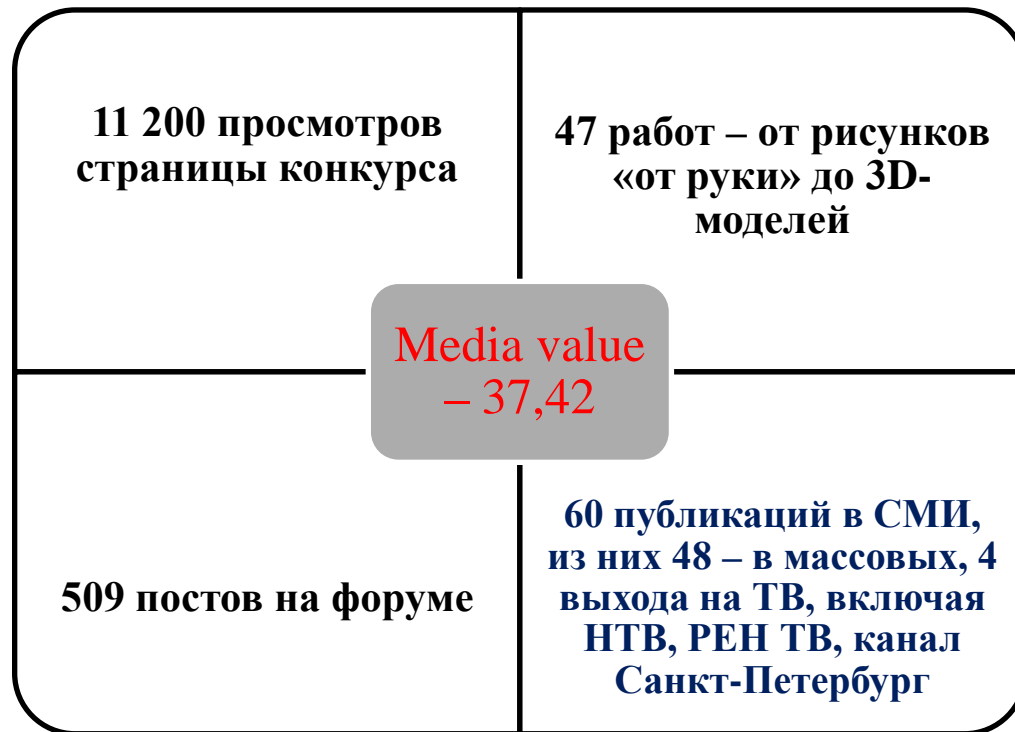 11 200 просмотров
страницы конкурса
47 работ – от рисунков
«от руки» до 3D-
моделей
Media value
– 37,42
509 постов на форуме
60 публикаций в СМИ,
из них 48 – в массовых, 4
выхода на ТВ, включая
НТВ, РЕН ТВ, канал
Санкт-Петербург